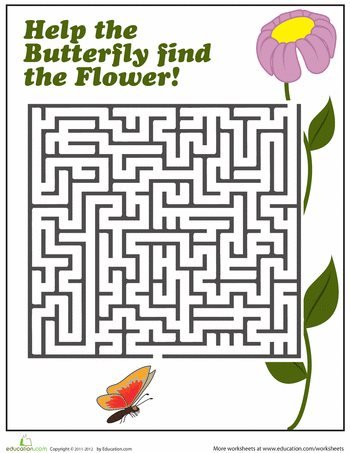 Help the
Butterfly find
the Flower!
education.com Copyright © 2011-2012 by Education.com More worksheets at www.education.com/worksheets